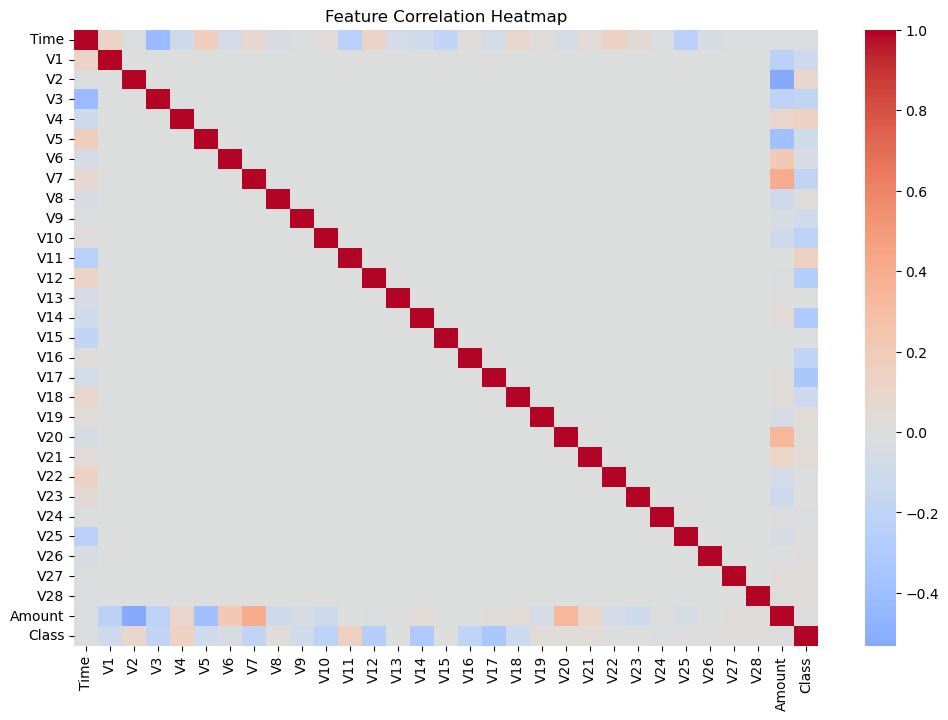 Feature Correlation Heatmap
Time
V1
V2
V3
V4
V5
V6
V7
V8
V9
V10
V11
V12
V13
V14
V15
V16
V17
V18
V19
V20
V21
V22
V23
V24
V25
V26
V27
V28
Amount
Class
Time
V1
V2
V3
V4
V5
V6
V7
V8
V9
V10
V11
V12
V13
V14
V15
V16
V17
V18
V19
V20
V21
V22
V23
V24
V25
V26
V27
V28
Amount
Class
1.0
0.8
0.6
0.4
0.2
0.0
−0.2
−0.4